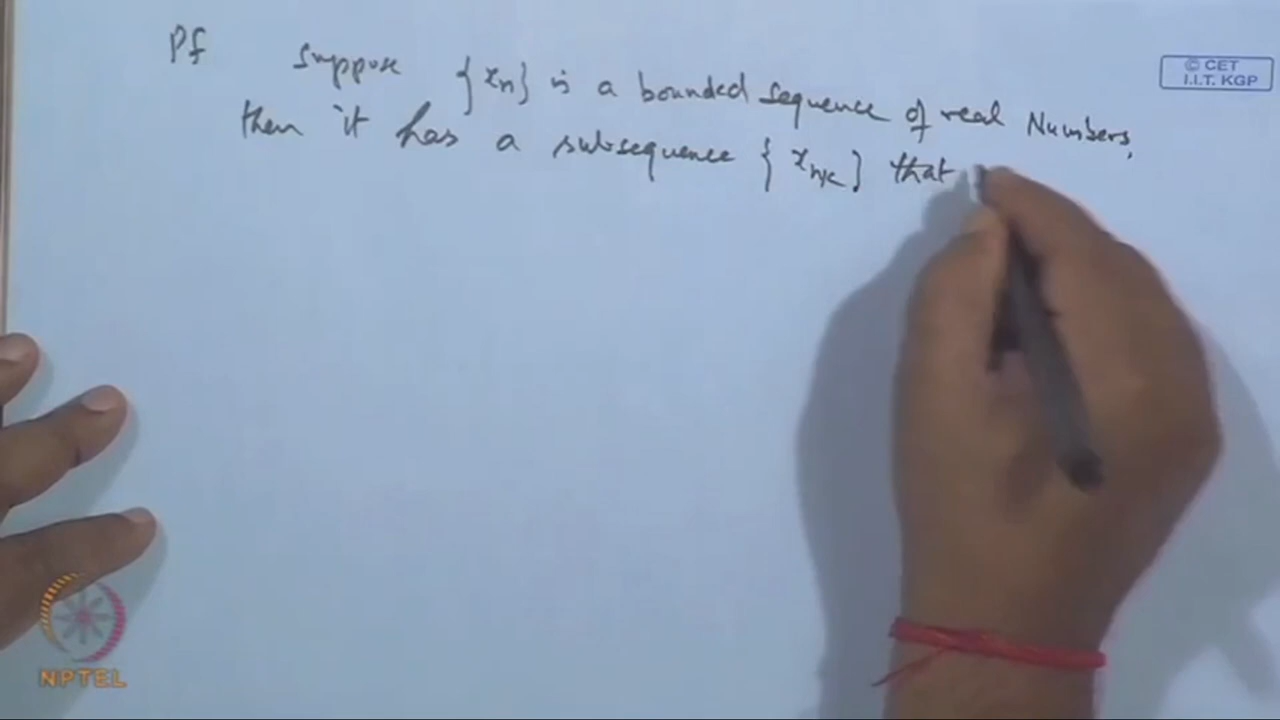 Pf Suppose {xn} is a bounded sequence of real Numbers,
then it has a subsequence {xnk} that
© CET
I.I.T. KGP
NPTEL